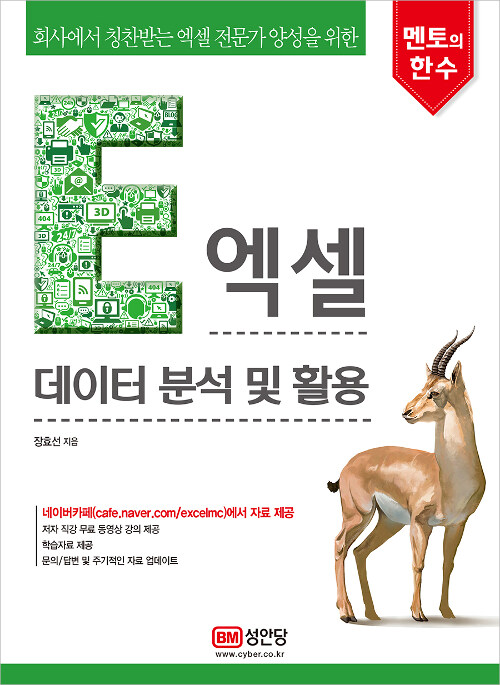 회사에서 칭찬받는 엑셀 전문가 양성을 위한
멘토의
한 수
E
엑셀
데이터 분석 및 활용
장효선 지음
네이버카페(cafe.naver.com/excelmc)에서 자료 제공
저자 직강 무료 동영상 강의 제공
학습자료 제공
문의/답변 및 주기적인 자료 업데이트
BM 성안당
www.cyber.co.kr